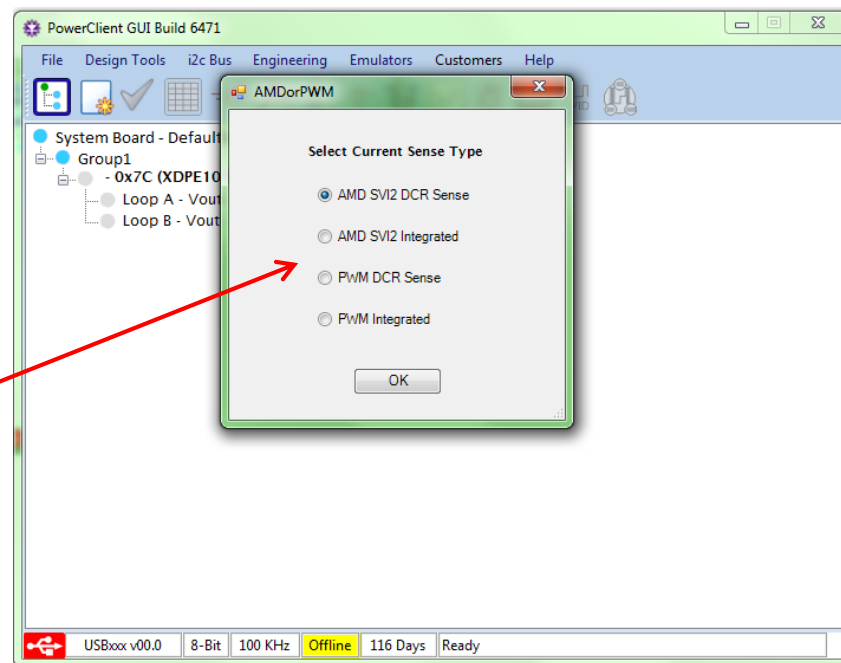 PowerClient GUI Build 6471
File Design Tools i2c Bus Engineering Emulators Customers Help
AMDorPWM
VID
System Board - Default
Group1
- 0x7C (XDPE10
Loop A - Vout
Loop B - Vout
Select Current Sense Type
AMD SVI2 DCR Sense
AMD SVI2 Integrated
PWM DCR Sense
PWM Integrated
OK
USBxxx v00.0 8-Bit 100 KHz Offline 116 Days Ready